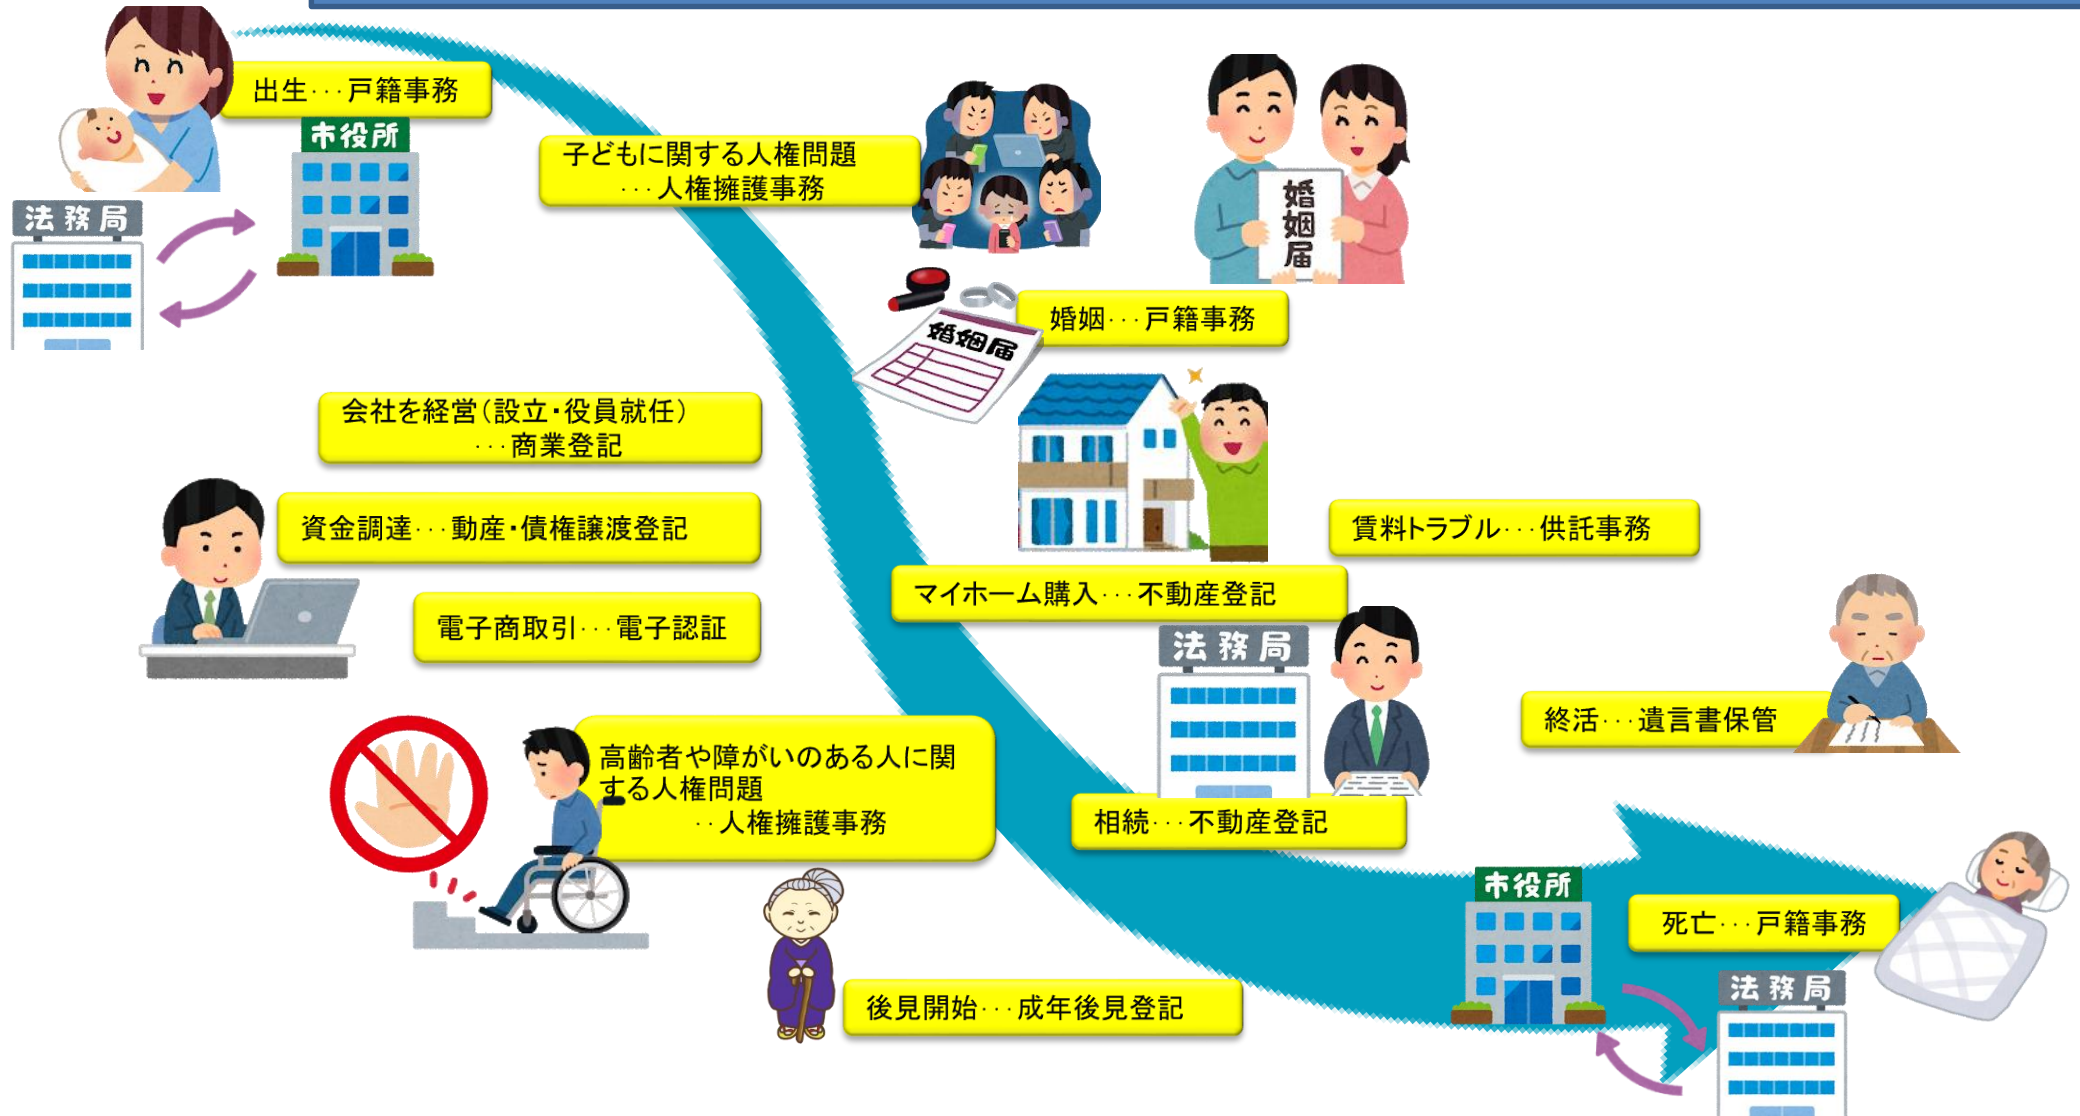 出生･･･戸籍事務
市役所
法務局
子どもに関する人権問題
･･･人権擁護事務
婚姻届
婚姻届
婚姻･･･戸籍事務
会社を経営(設立・役員就任)
･･･商業登記
資金調達･･･動産・債権譲渡登記
電子商取引･･･電子認証
賃料トラブル･･･供託事務
マイホーム購入･･･不動産登記
法務局
終活･･･遺言書保管
高齢者や障がいのある人に関
する人権問題
･･人権擁護事務
相続･･･不動産登記
市役所
死亡･･･戸籍事務
法務局
後見開始･･･成年後見登記